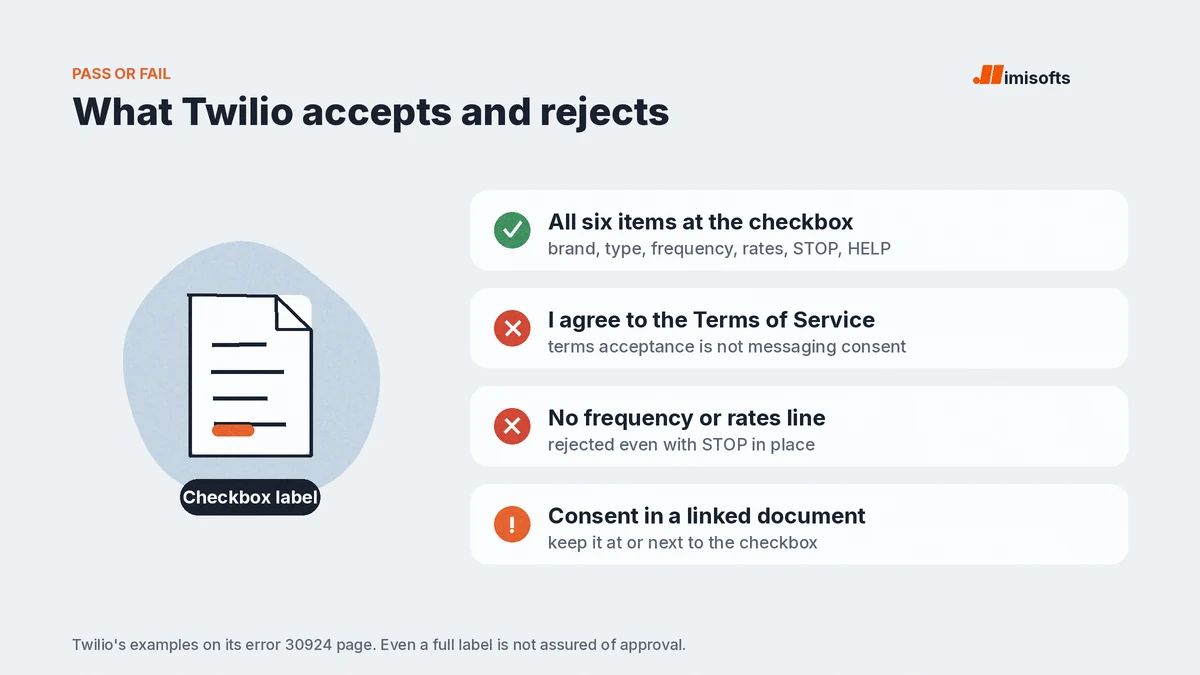 PASS OR FAIL
imisofts
What Twilio accepts and rejects
All six items at the checkbox
brand, type, frequency, rates, STOP, HELP
I agree to the Terms of Service
terms acceptance is not messaging consent
No frequency or rates line
rejected even with STOP in place
Consent in a linked document
keep it at or next to the checkbox
Checkbox label
Twilio's examples on its error 30924 page. Even a full label is not assured of approval.